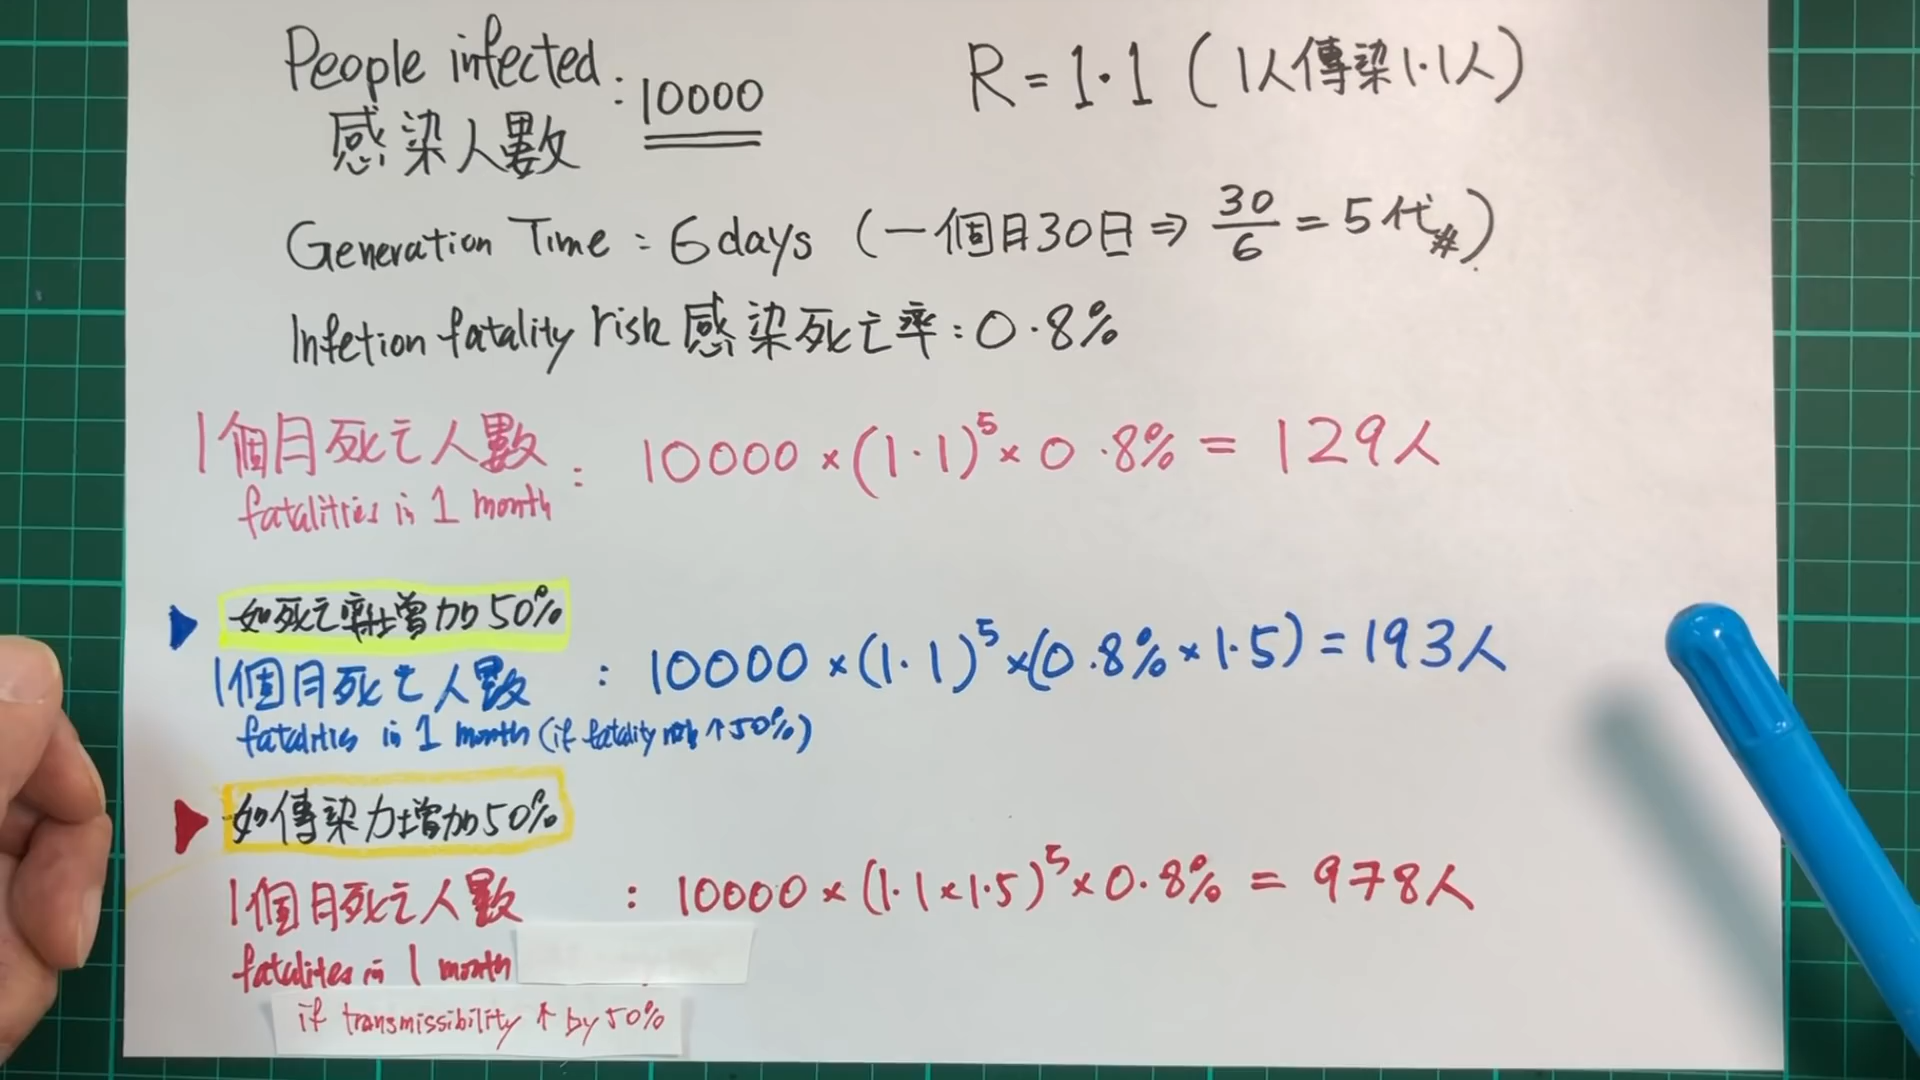 People infected : 10000
感染人數
R = 1.1 (1人傳染1.1人)
Generation Time : 6 days (一個月30日 ⇒ 30/6 = 5代#)
Infetion fatality risk 感染死亡率 : 0.8%
1個月死亡人數 : 10000 × (1.1)⁵ × 0.8% = 129人
fatalities in 1 month
如死亡率增加50%
1個月死亡人數 : 10000 × (1.1)⁵ × (0.8% × 1.5) = 193人
fatalities in 1 month (if fatality risk ↑ 50%)
如傳染力增加50%
1個月死亡人數 : 10000 × (1.1 × 1.5)⁵ × 0.8% = 978人
fatalites in 1 month
if transmissibility ↑ by 50%